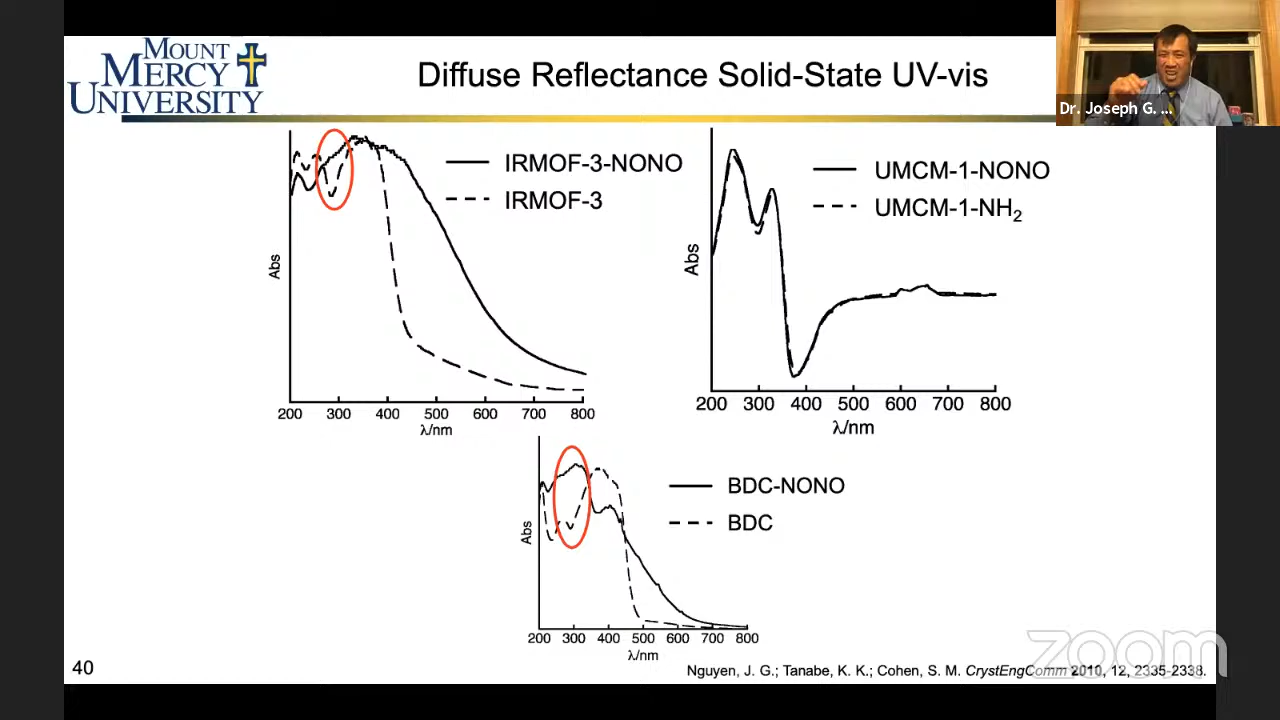 MOUNT
MERCY
UNIVERSITY
Diffuse Reflectance Solid-State UV-vis
Dr. Joseph G. ...
IRMOF-3-NONO
IRMOF-3
Abs
200 300 400 500 600 700 800
λ/nm
UMCM-1-NONO
UMCM-1-NH₂
Abs
200 300 400 500 600 700 800
λ/nm
BDC-NONO
BDC
Abs
200 300 400 500 600 700 800
λ/nm
40
Nguyen, J. G.; Tanabe, K. K.; Cohen, S. M. CrystEngComm 2010, 12, 2335-2338.
zoom